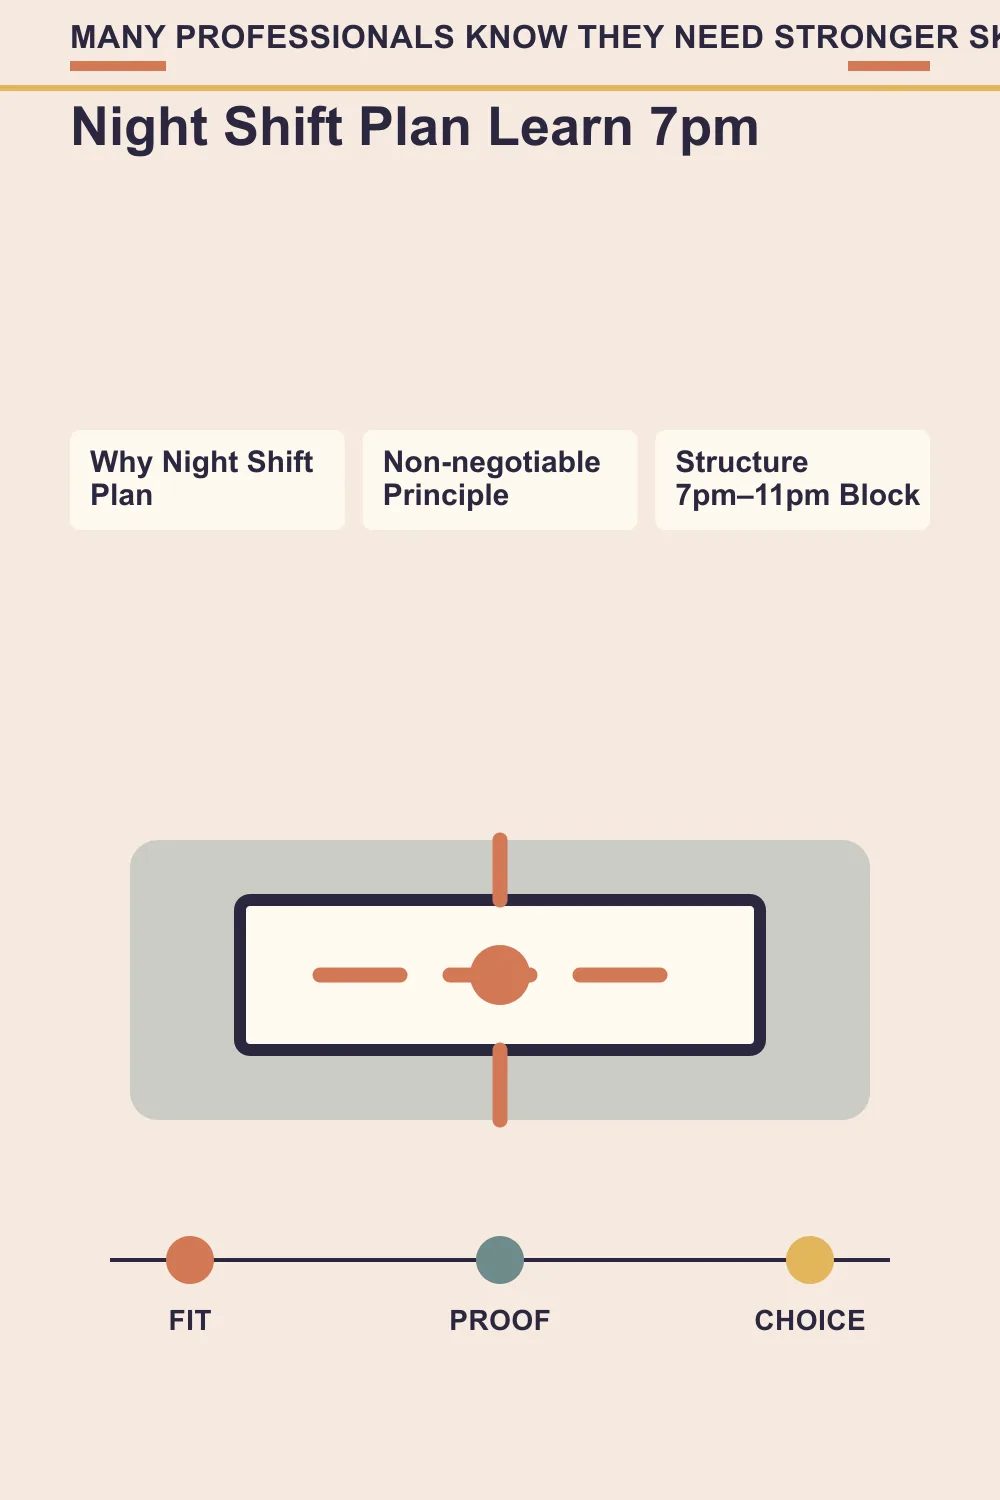 MANY PROFESSIONALS KNOW THEY NEED STRONGER
Night Shift Plan Learn 7pm
Why Night Shift
Plan
Non-negotiable
Principle
Structure
7pm–11pm Block
FIT
PROOF
CHOICE